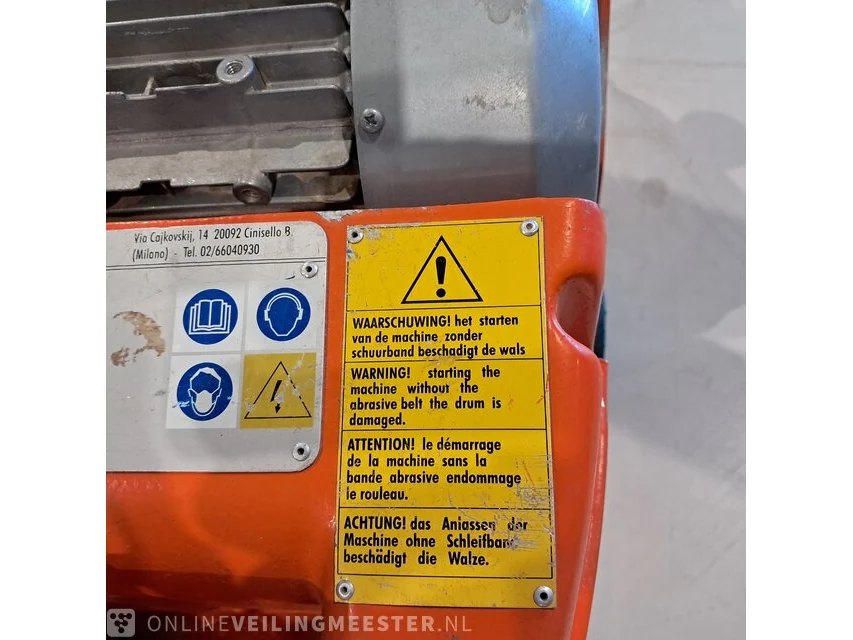 Via Cajkovskij, 14 20092 Cinisello B.
(Milano) - Tel. 02/66040930
WAARSCHUWING! het starten
van de machine zonder
schuurband beschadigt de wals
WARNING! starting the
machine without the
abrasive belt the drum is
damaged.
ATTENTION! le démarrage
de la machine sans la
bande abrasive endommage
le rouleau.
ACHTUNG! das Aniassen der
Maschine ohne Schleifband
beschädigt die Walze.
ONLINEVEILINGMEESTER.NL